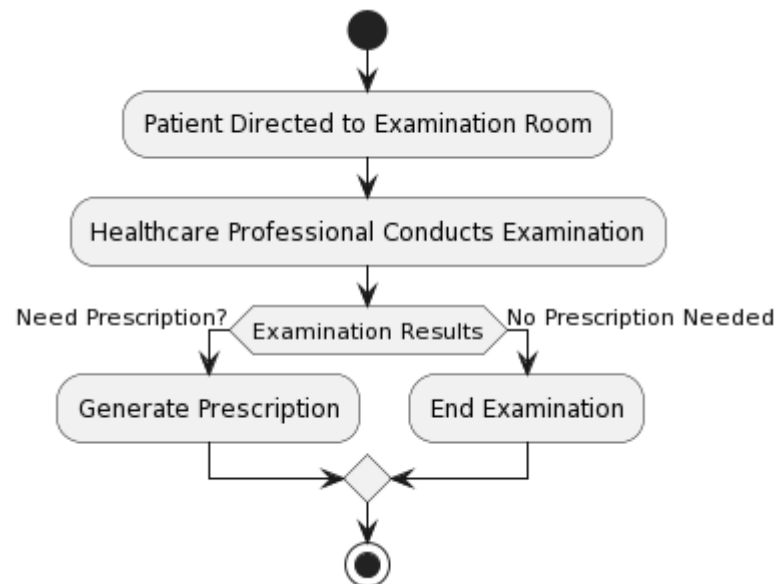 Patient Directed to Examination Room
Healthcare Professional Conducts Examination
Need Prescription?
Examination Results
No Prescription Needed
Generate Prescription
End Examination